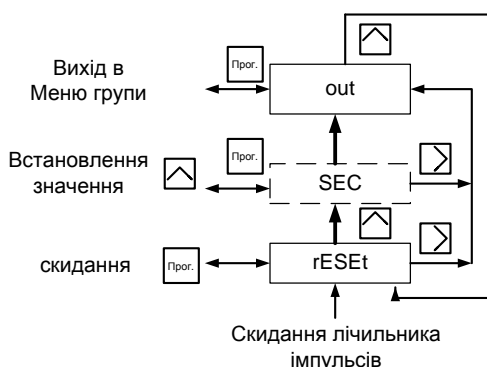 Прог.
Вихід в
Меню групи
out
Встановлення
значення
Прог.
SEC
скидання
Прог.
rESEt
Скидання лічильника
імпульсів